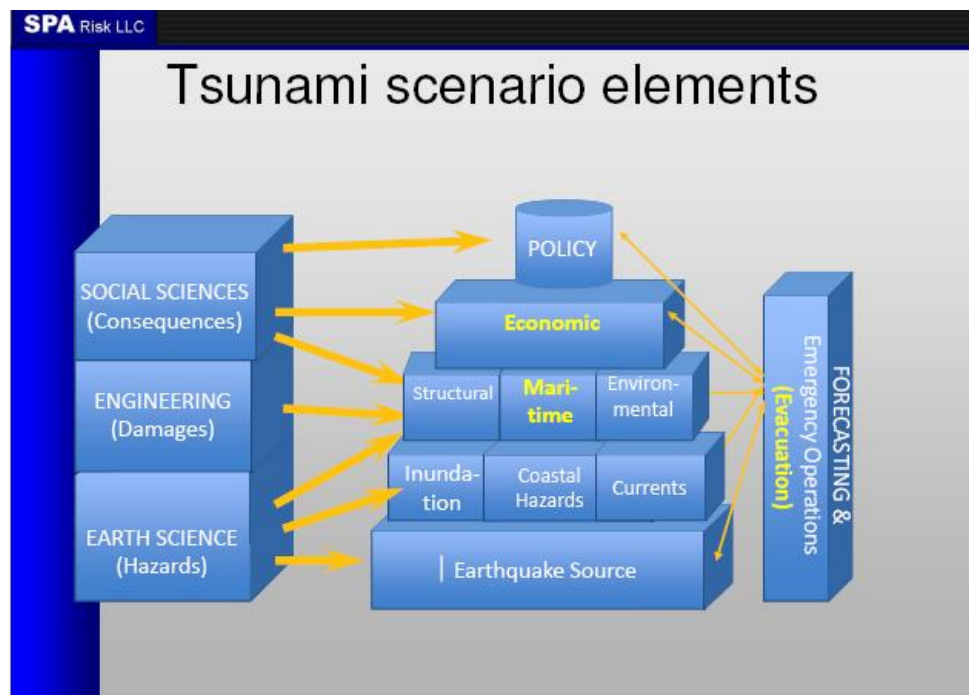 SPA Risk LLC
Tsunami scenario elements
SOCIAL SCIENCES
(Consequences)
ENGINEERING
(Damages)
EARTH SCIENCE
(Hazards)
POLICY
Economic
Structural
Mari-
time
Environ-
mental
Inunda-
tion
Coastal
Hazards
Currents
Earthquake Source
FORECASTING &
Emergency Operations
(Evacuation)